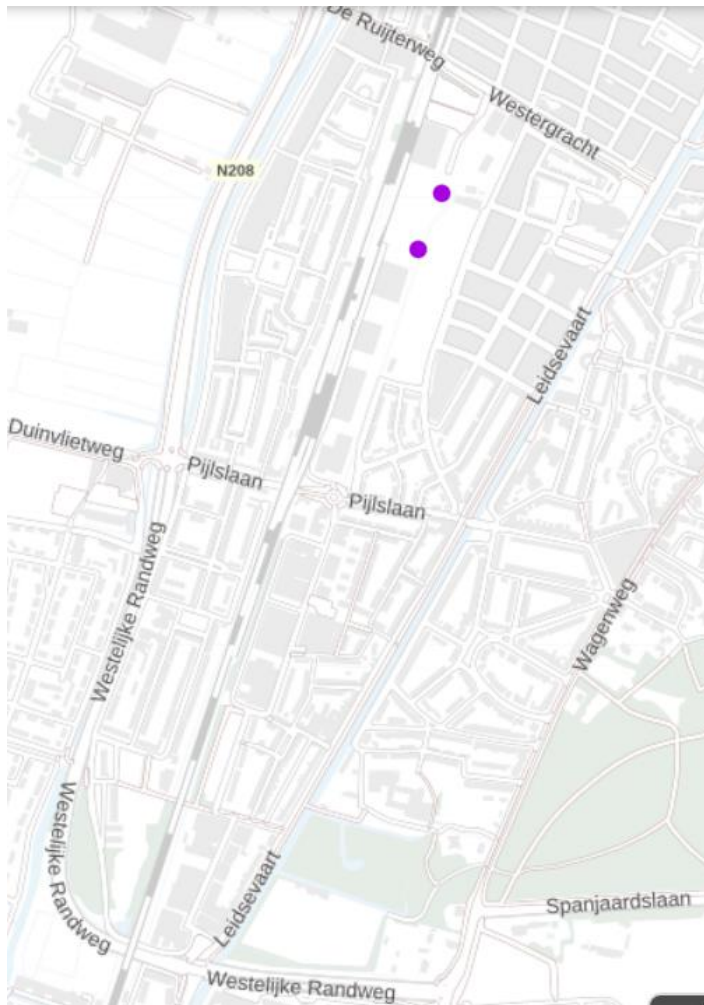 De Ruijterweg
Westergracht
N208
Leidsevaart
Duinvlietweg
Pijlslaan
Pijlslaan
Westelijke Randweg
Wagenweg
Westelijke Randweg
Leidsevaart
Spanjaardslaan
Westelijke Randweg